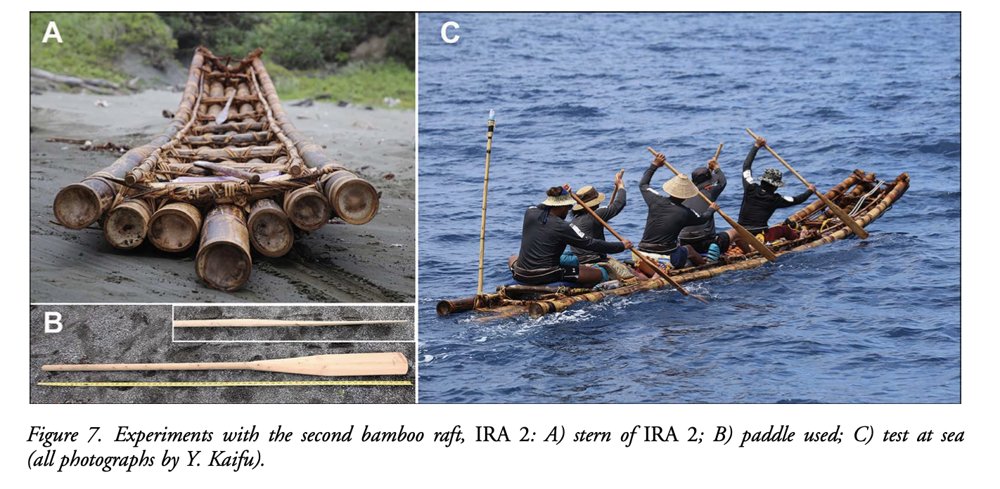 A
C
B
Figure 7. Experiments with the second bamboo raft, IRA 2: A) stern of IRA 2; B) paddle used; C) test at sea
(all photographs by Y. Kaifu).